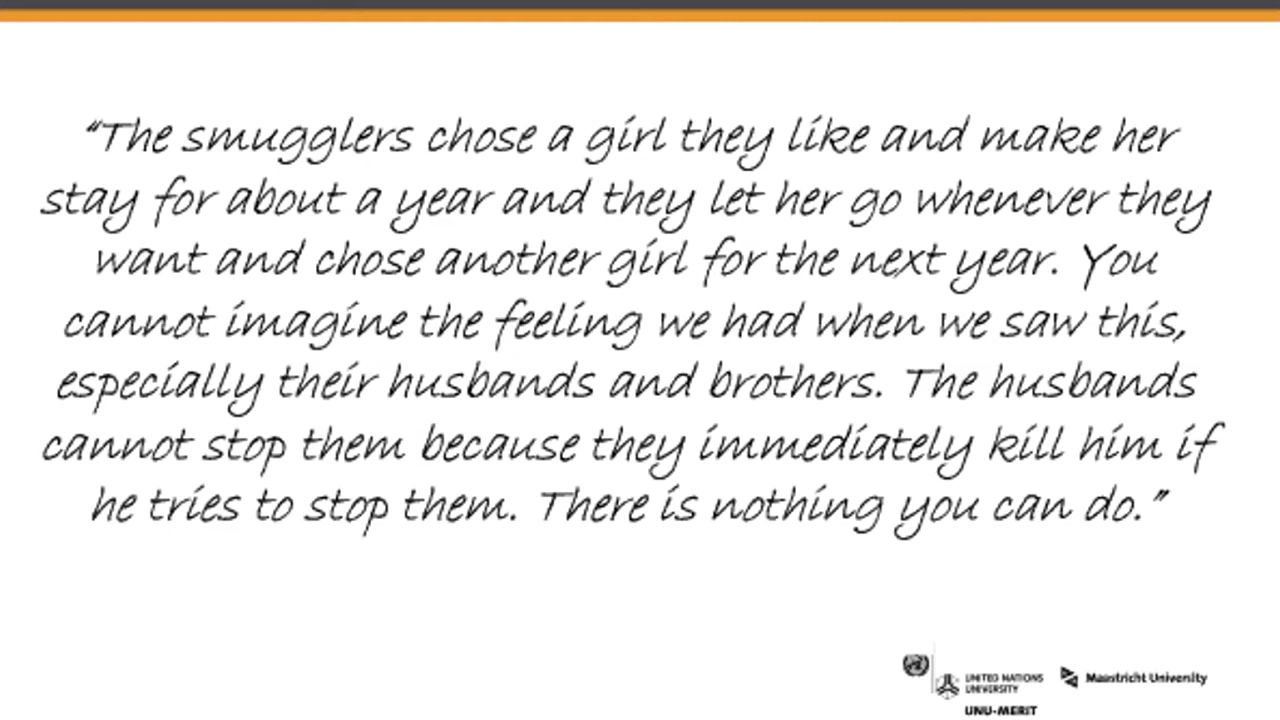 “The smugglers chose a girl they like and make her
stay for about a year and they let her go whenever they
want and chose another girl for the next year. You
cannot imagine the feeling we had when we saw this,
especially their husbands and brothers. The husbands
cannot stop them because they immediately kill him if
he tries to stop them. There is nothing you can do.”
UNITED NATIONS
UNIVERSITY
UNU-MERIT
Maastricht University